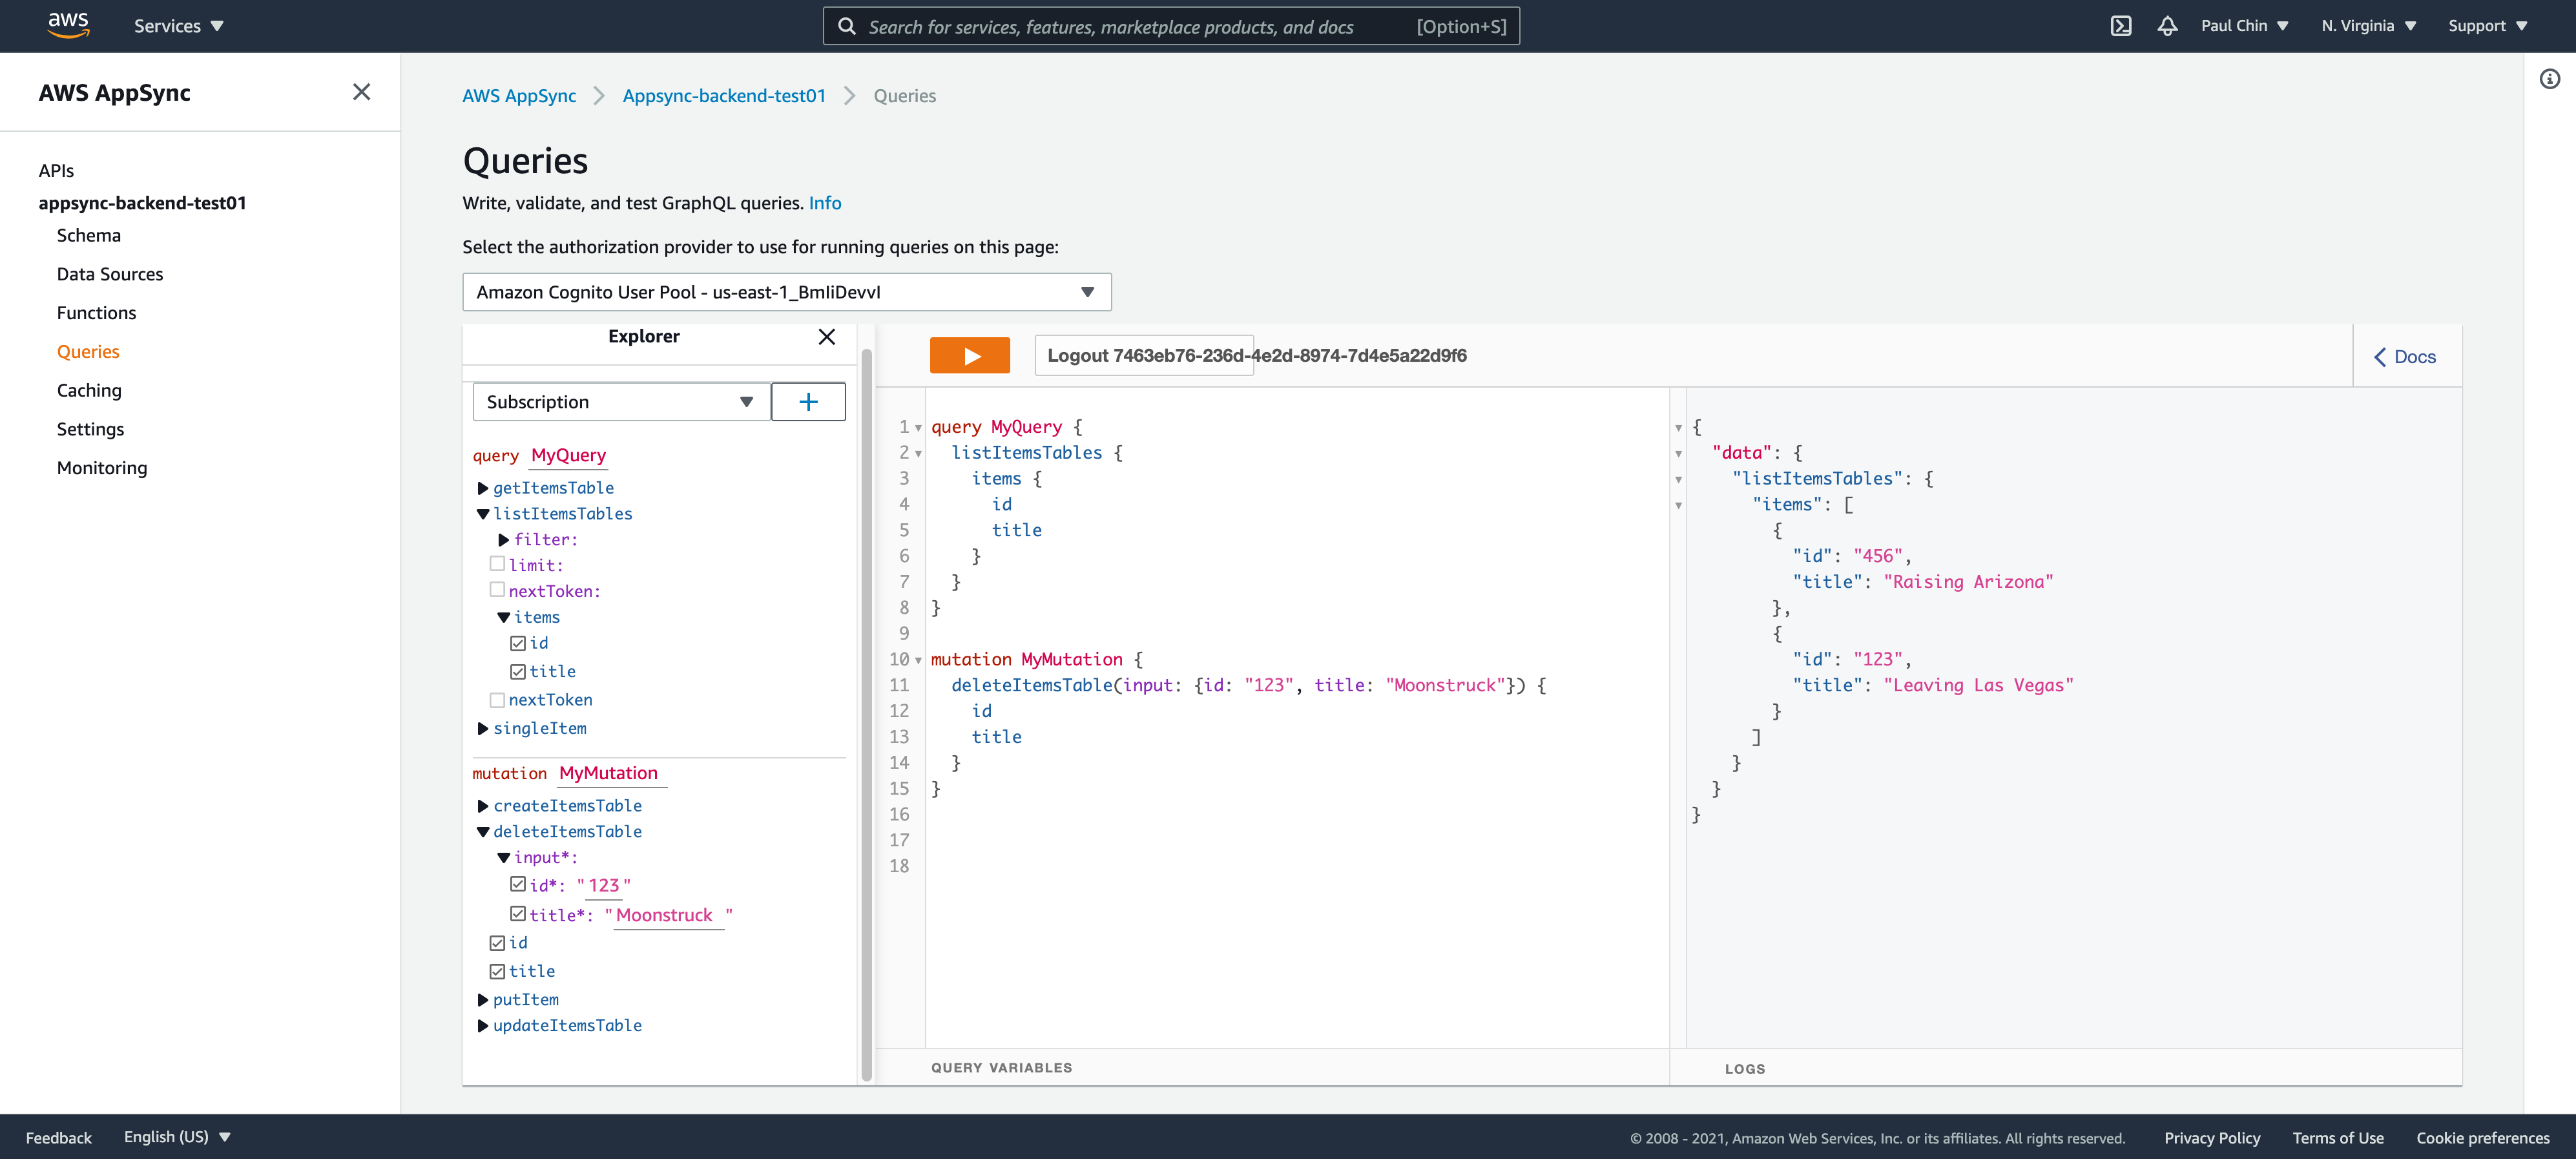 aws
Services
Search for services, features, marketplace products, and docs [Option+S]
Paul Chin
N. Virginia
Support
AWS AppSync
APIs
appsync-backend-test01
Schema
Data Sources
Functions
Queries
Caching
Settings
Monitoring
AWS AppSync > Appsync-backend-test01 > Queries
Queries
Write, validate, and test GraphQL queries. Info
Select the authorization provider to use for running queries on this page:
Amazon Cognito User Pool - us-east-1_BmIiDevvI
Explorer
Subscription
+
query MyQuery
getItemsTable
listItemsTables
filter:
limit:
nextToken:
items
id
title
nextToken
singleItem
mutation MyMutation
createItemsTable
deleteItemsTable
input*:
id*: "123"
title*: "Moonstruck "
id
title
putItem
updateItemsTable
Logout 7463eb76-236d-4e2d-8974-7d4e5a22d9f6
Docs
1 query MyQuery {
2 listItemsTables {
3 items {
4 id
5 title
6 }
7 }
8 }
9
10 mutation MyMutation {
11 deleteItemsTable(input: {id: "123", title: "Moonstruck"}) {
12 id
13 title
14 }
15 }
16
17
18
QUERY VARIABLES
{
"data": {
"listItemsTables": {
"items": [
{
"id": "456",
"title": "Raising Arizona"
},
{
"id": "123",
"title": "Leaving Las Vegas"
}
]
}
}
}
LOGS
Feedback
English (US)
© 2008 - 2021, Amazon Web Services, Inc. or its affiliates. All rights reserved.
Privacy Policy
Terms of Use
Cookie preferences